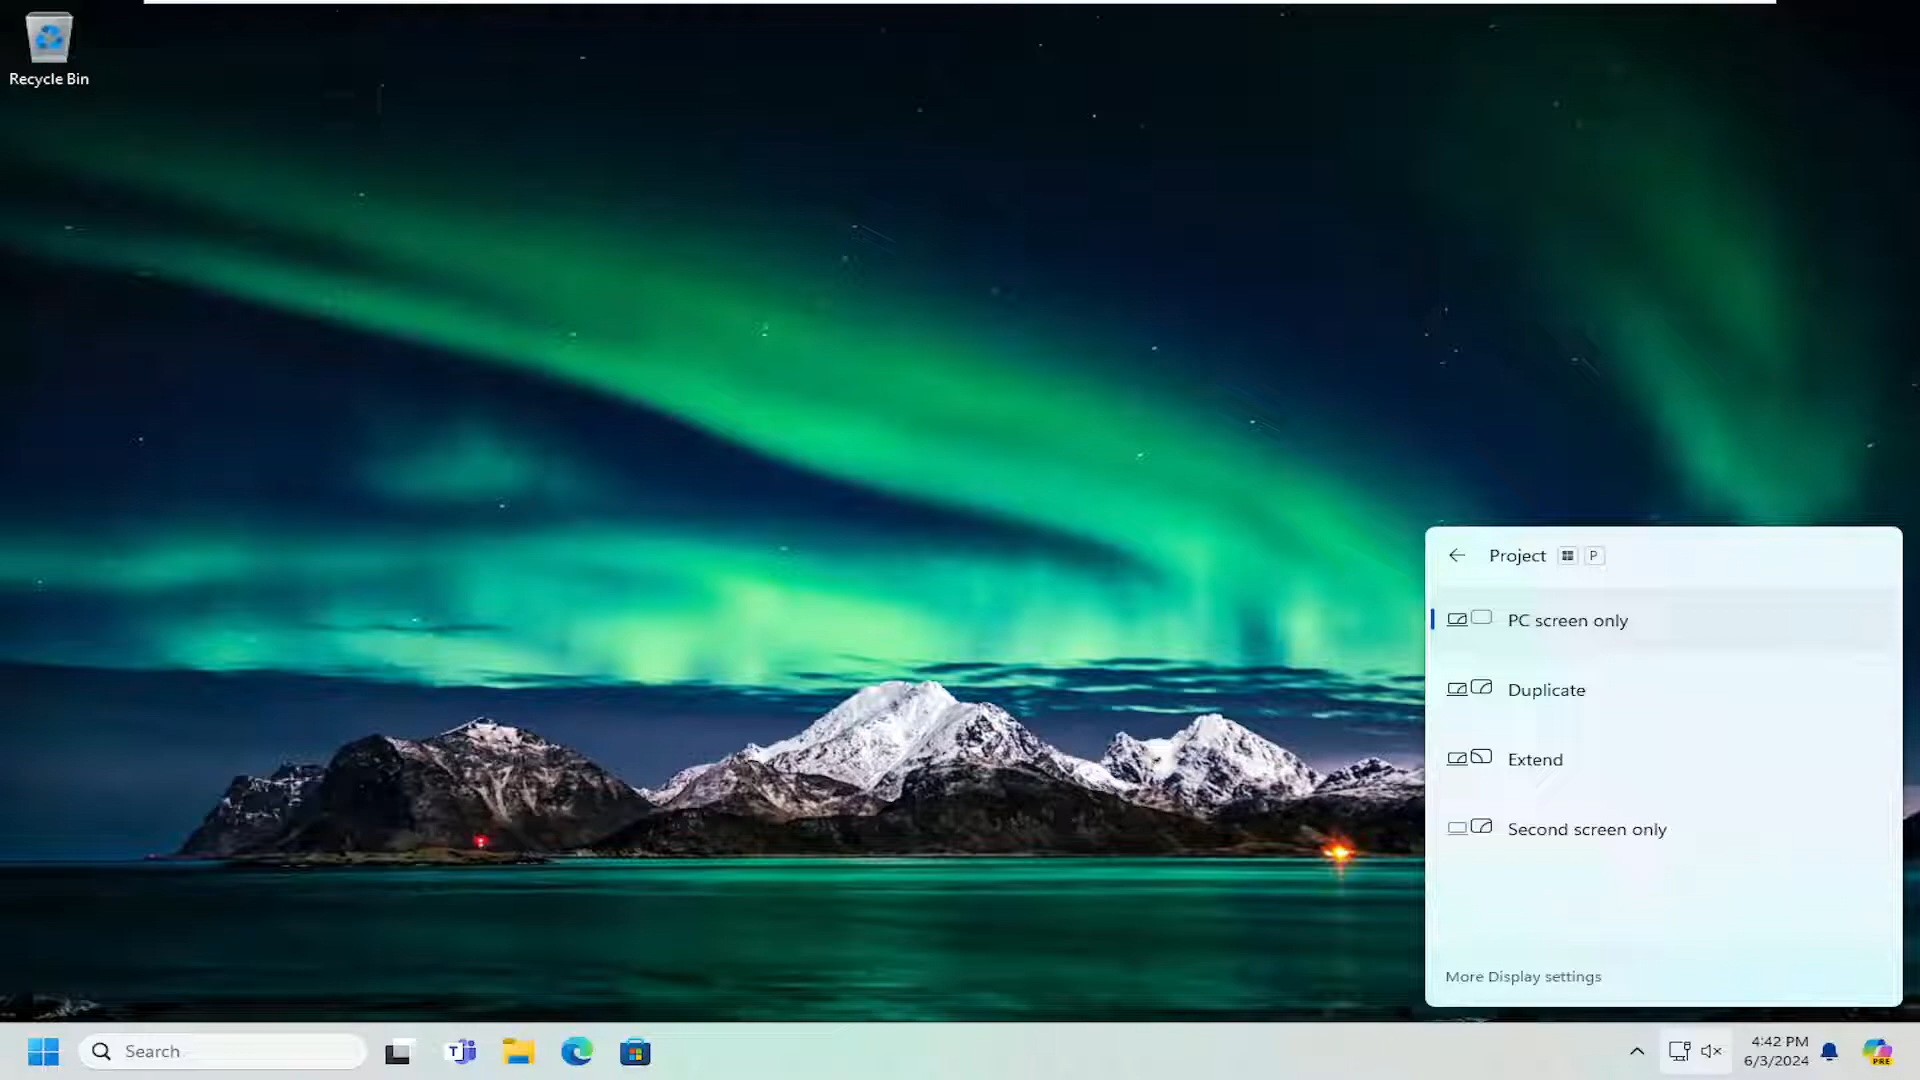 Recycle Bin
Project P
PC screen only
Duplicate
Extend
Second screen only
More Display settings
Search
T
4:42 PM
6/3/2024
PRE